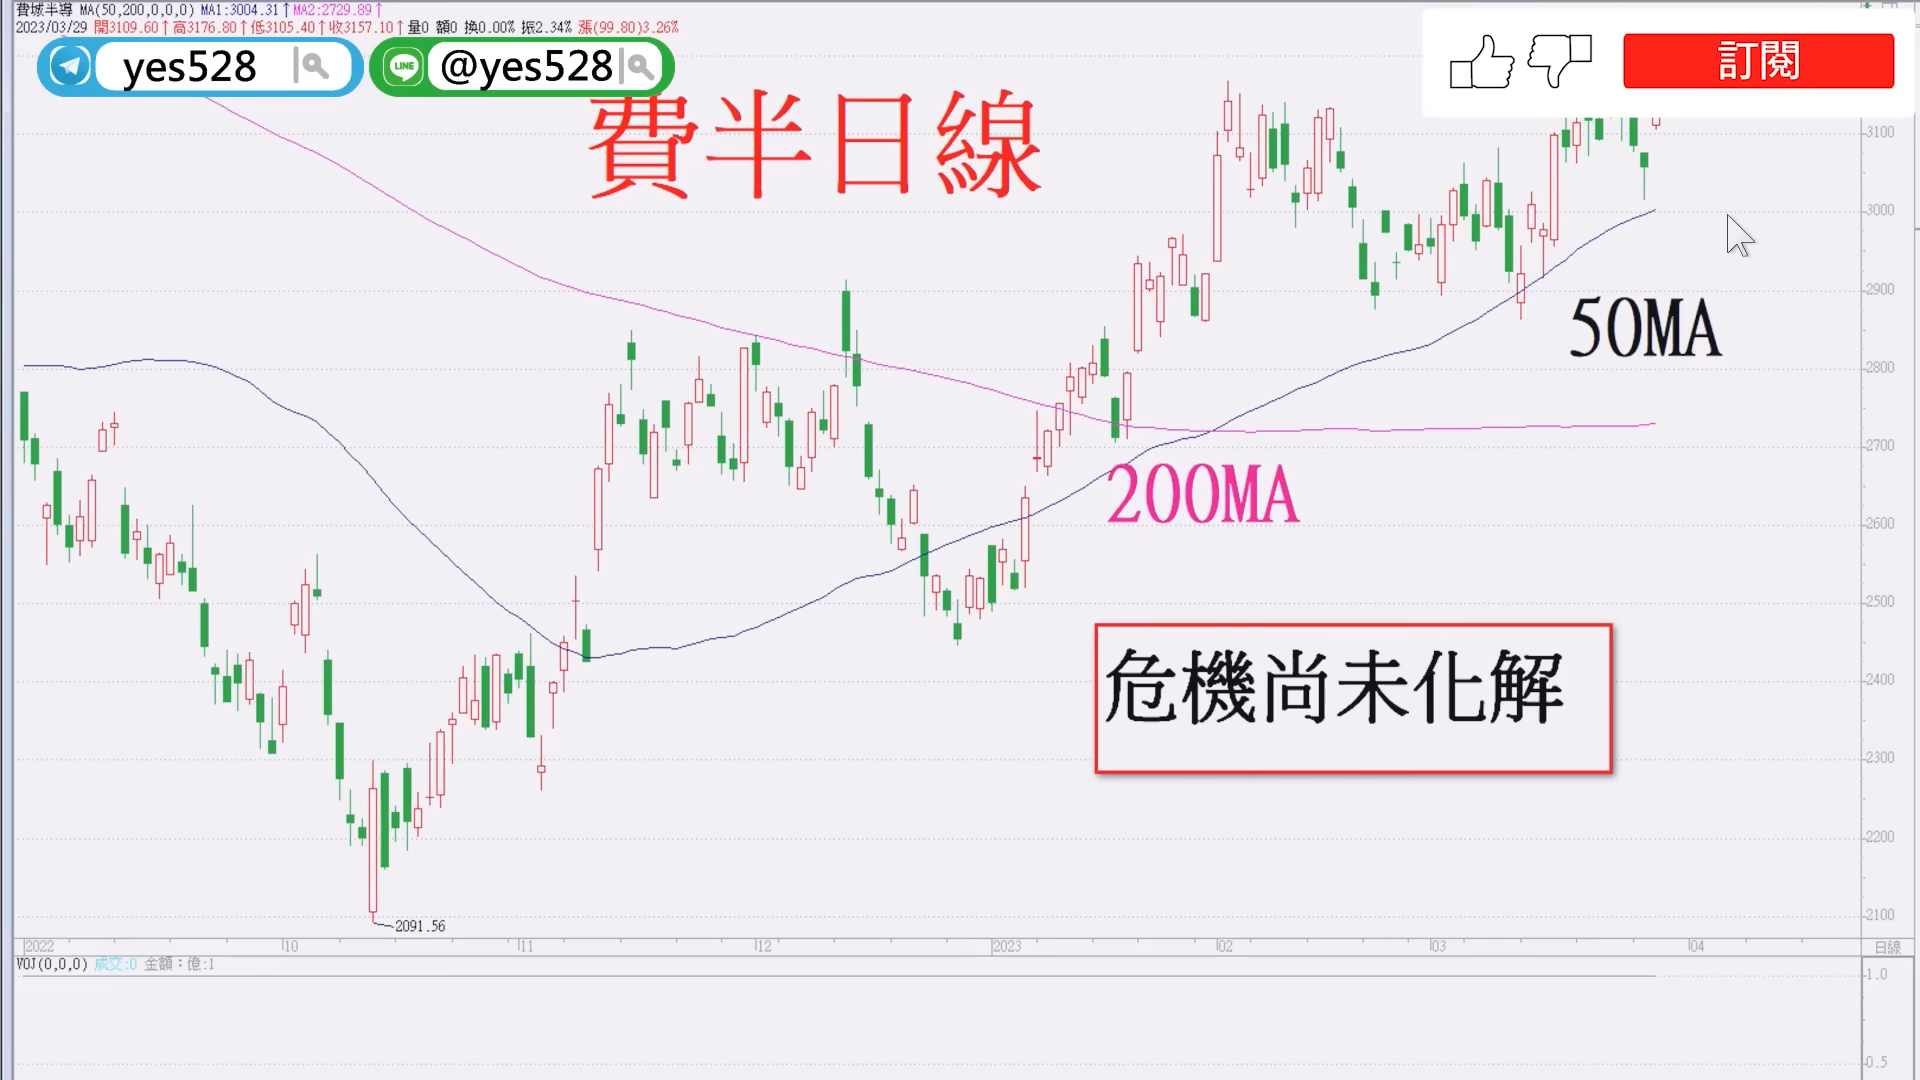 費城半導 MA(50,200,0,0,0) MA1:3004.31↑MA2:2729.89↑
2023/03/29 開3109.60↑高3176.80↑低3105.40↑收3157.10↑量0 額0 換0.00% 振2.34% 漲(99.80)3.26%
yes528
LINE
@yes528
訂閱
費半日線
3100
3000
2900
50MA
2800
2700
200MA
2600
2500
危機尚未化解
2400
2300
2200
2100
2091.56
2022
10
11
12
2023
02
03
04
日線
VOJ(0,0,0) 成交:0 金額:億:1
1.0
0.5